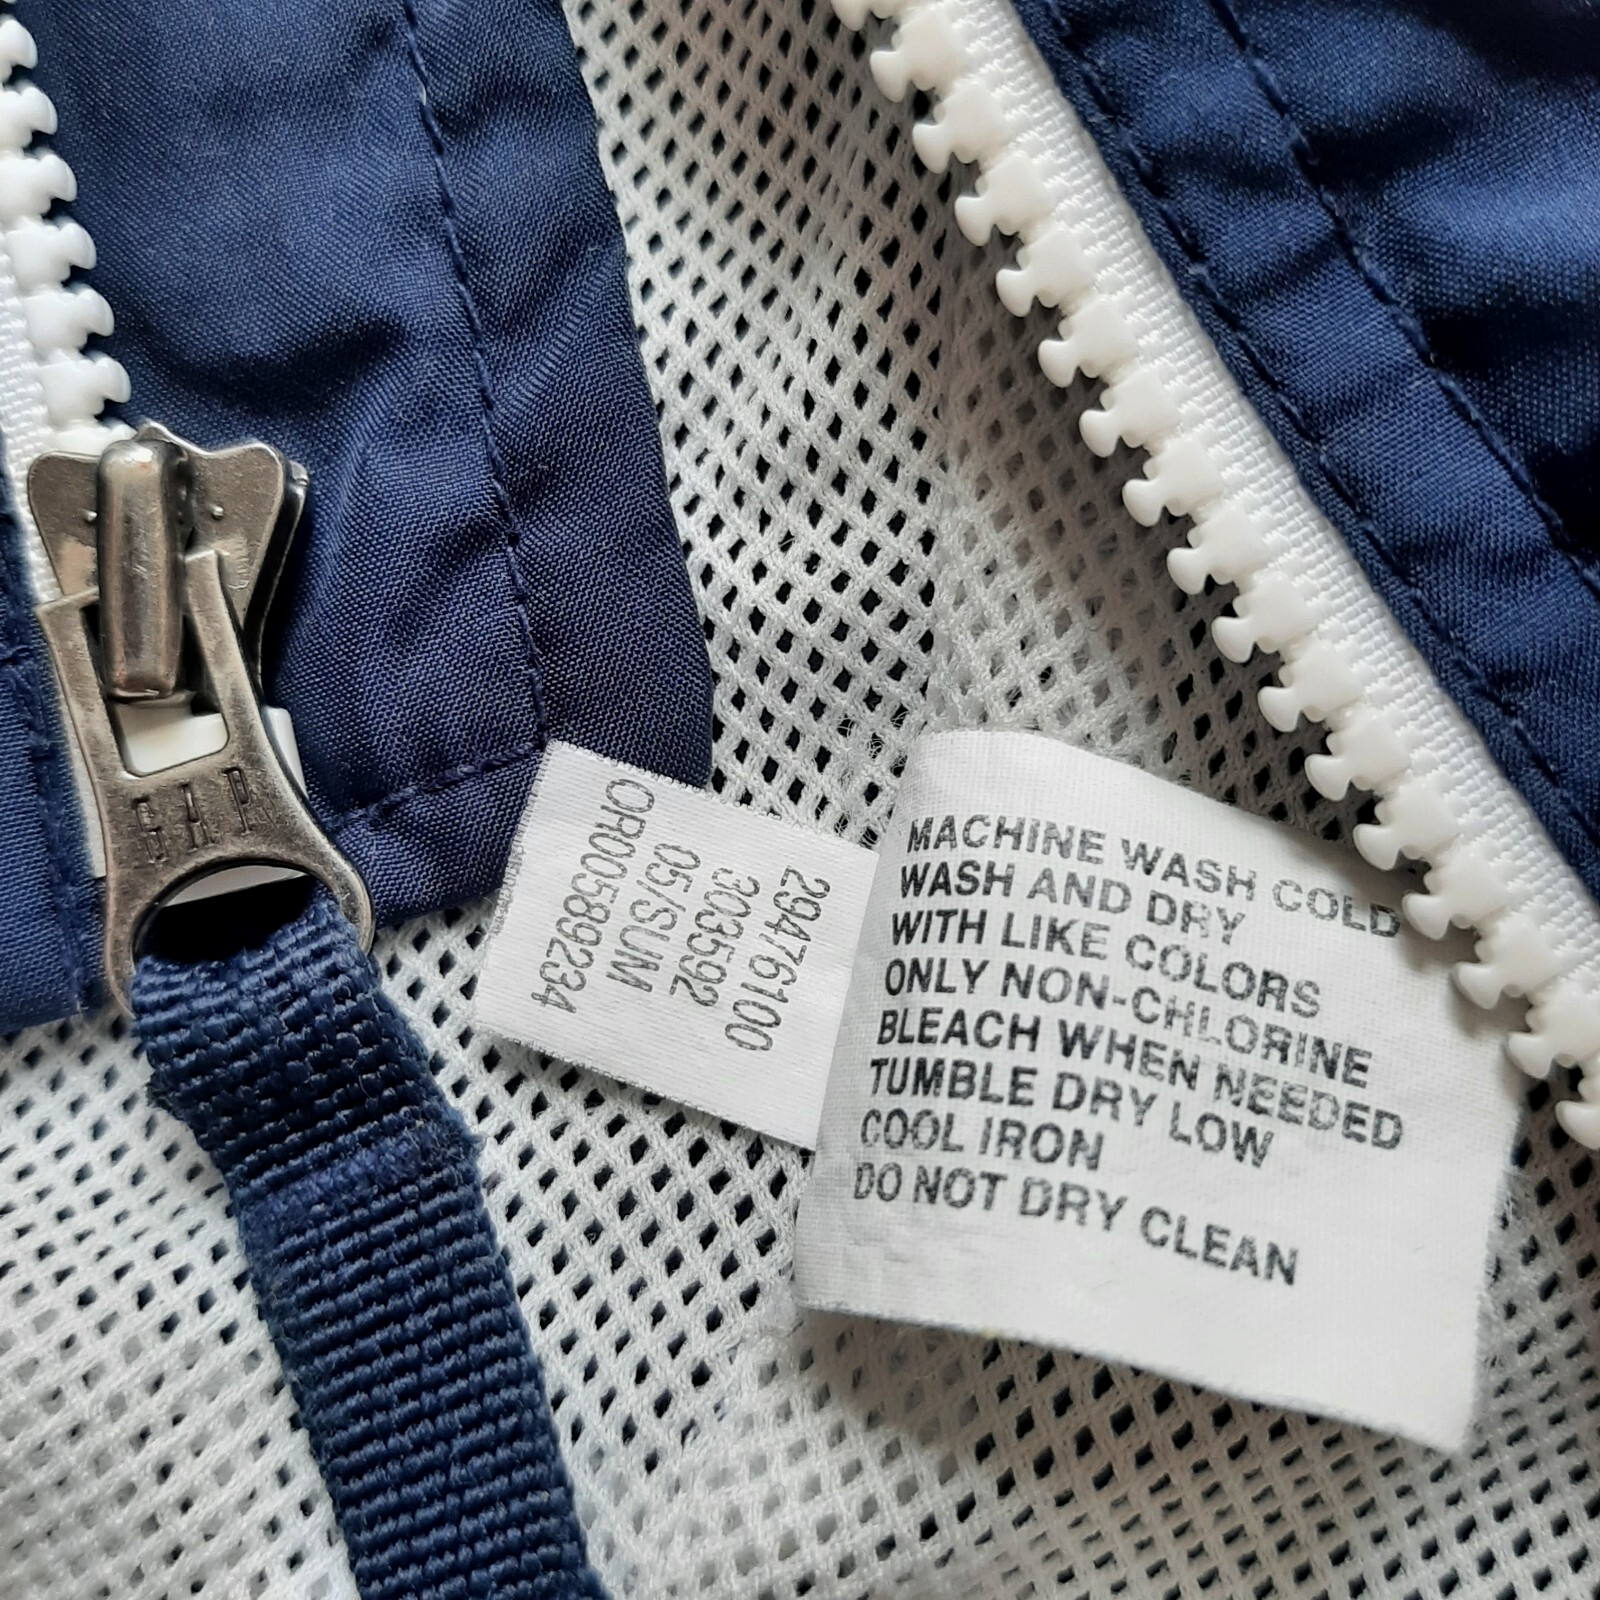 GAP
29476100
303592
05/SUM
OR00589234
MACHINE WASH COLD
WASH AND DRY
WITH LIKE COLORS
ONLY NON-CHLORINE
BLEACH WHEN NEEDED
TUMBLE DRY LOW
COOL IRON
DO NOT DRY CLEAN